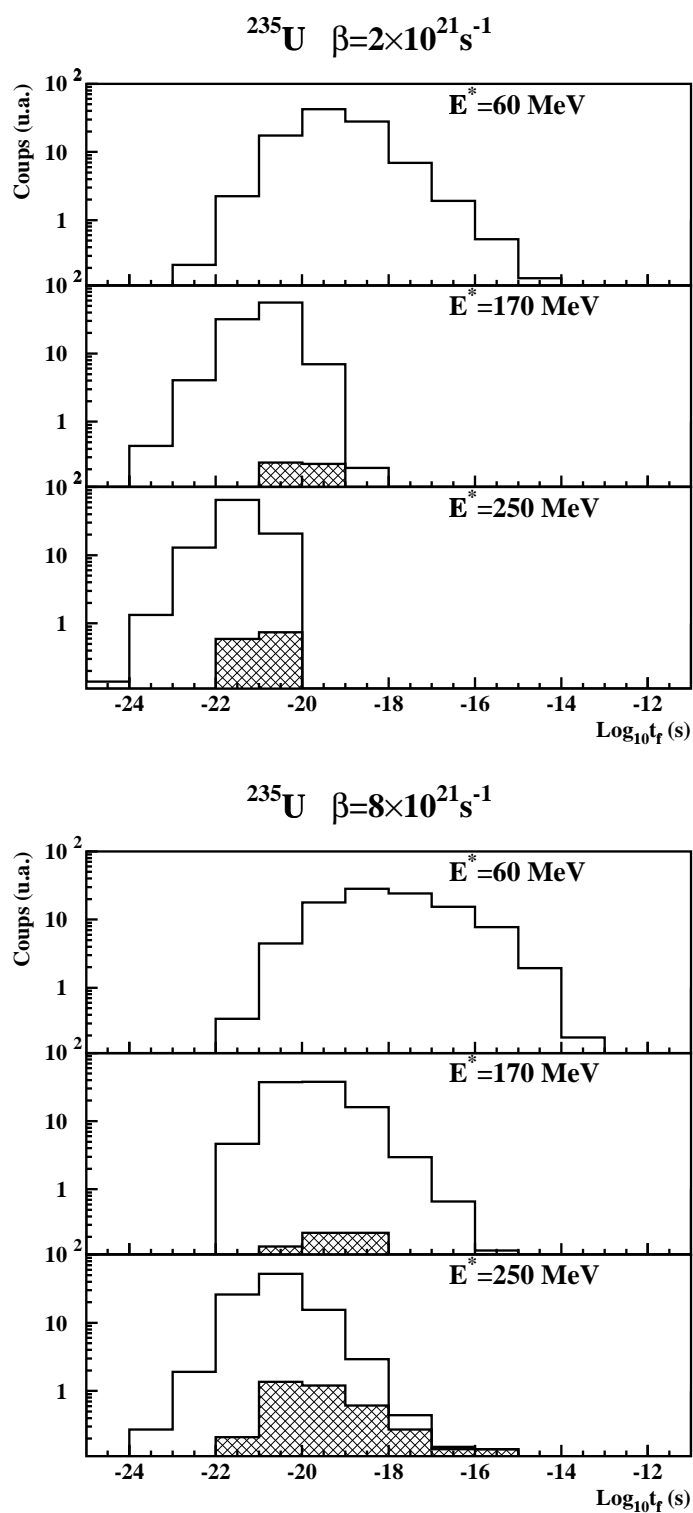 ²³⁵U β=2×10²¹s⁻¹
Coups (u.a.)
10²
10
1
E*=60 MeV
10²
10
1
E*=170 MeV
10²
10
1
E*=250 MeV
-24 -22 -20 -18 -16 -14 -12
Log₁₀t_f (s)
²³⁵U β=8×10²¹s⁻¹
Coups (u.a.)
10²
10
1
E*=60 MeV
10²
10
1
E*=170 MeV
10²
10
1
E*=250 MeV
-24 -22 -20 -18 -16 -14 -12
Log₁₀t_f (s)